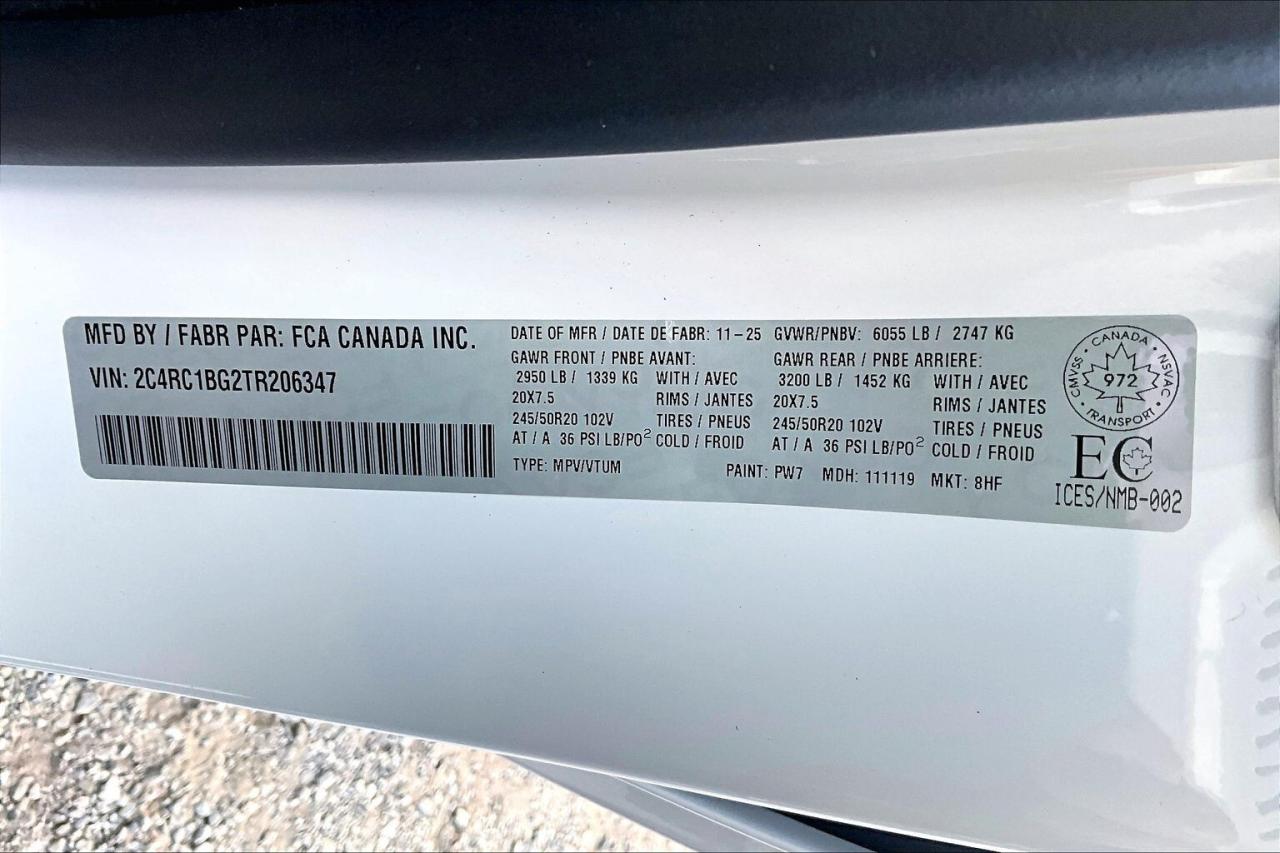 MFD BY / FABR PAR: FCA CANADA INC.
VIN: 2C4RC1BG2TR206347
DATE OF MFR / DATE DE FABR: 11-25 GVWR/PNBV: 6055 LB / 2747 KG
GAWR FRONT / PNBE AVANT:
2950 LB / 1339 KG WITH / AVEC
20X7.5 RIMS / JANTES
245/50R20 102V TIRES / PNEUS
AT / A 36 PSI LB/PO² COLD / FROID
GAWR REAR / PNBE ARRIERE:
3200 LB / 1452 KG WITH / AVEC
20X7.5 RIMS / JANTES
245/50R20 102V TIRES / PNEUS
AT / A 36 PSI LB/PO² COLD / FROID
TYPE: MPV/VTUM PAINT: PW7 MDH: 111119 MKT: 8HF
CMVSS • CANADA • NSVAC
972
• TRANSPORT •
EC
ICES/NMB-002